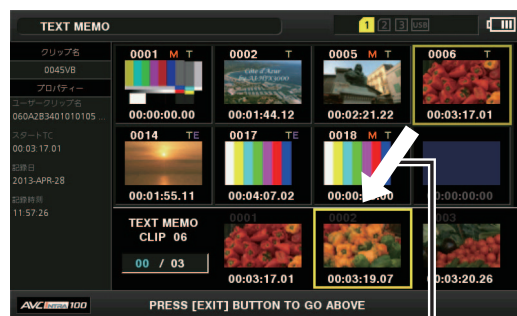 TEXT MEMO
1 2 3 USB
クリップ名
0045VB
プロパティー
ユーザークリップ名
060A2B3401010105 ...
スタートTC
00:03:17.01
記録日
2013-APR-28
記録時間
11:57:26
0001 M T
0002 T
0005 M T
0006 T
00:00:00.00
00:01:44.12
00:02:21.22
00:03:17.01
0014 TE
0017 TE
0018 M T
00:01:55.11
00:04:07.02
00:00:00.00
TEXT MEMO
CLIP 06
00 / 03
0001
0002
0003
00:03:17.01
00:03:19.07
00:03:20.26
AVC INTRA 100
PRESS [EXIT] BUTTON TO GO ABOVE